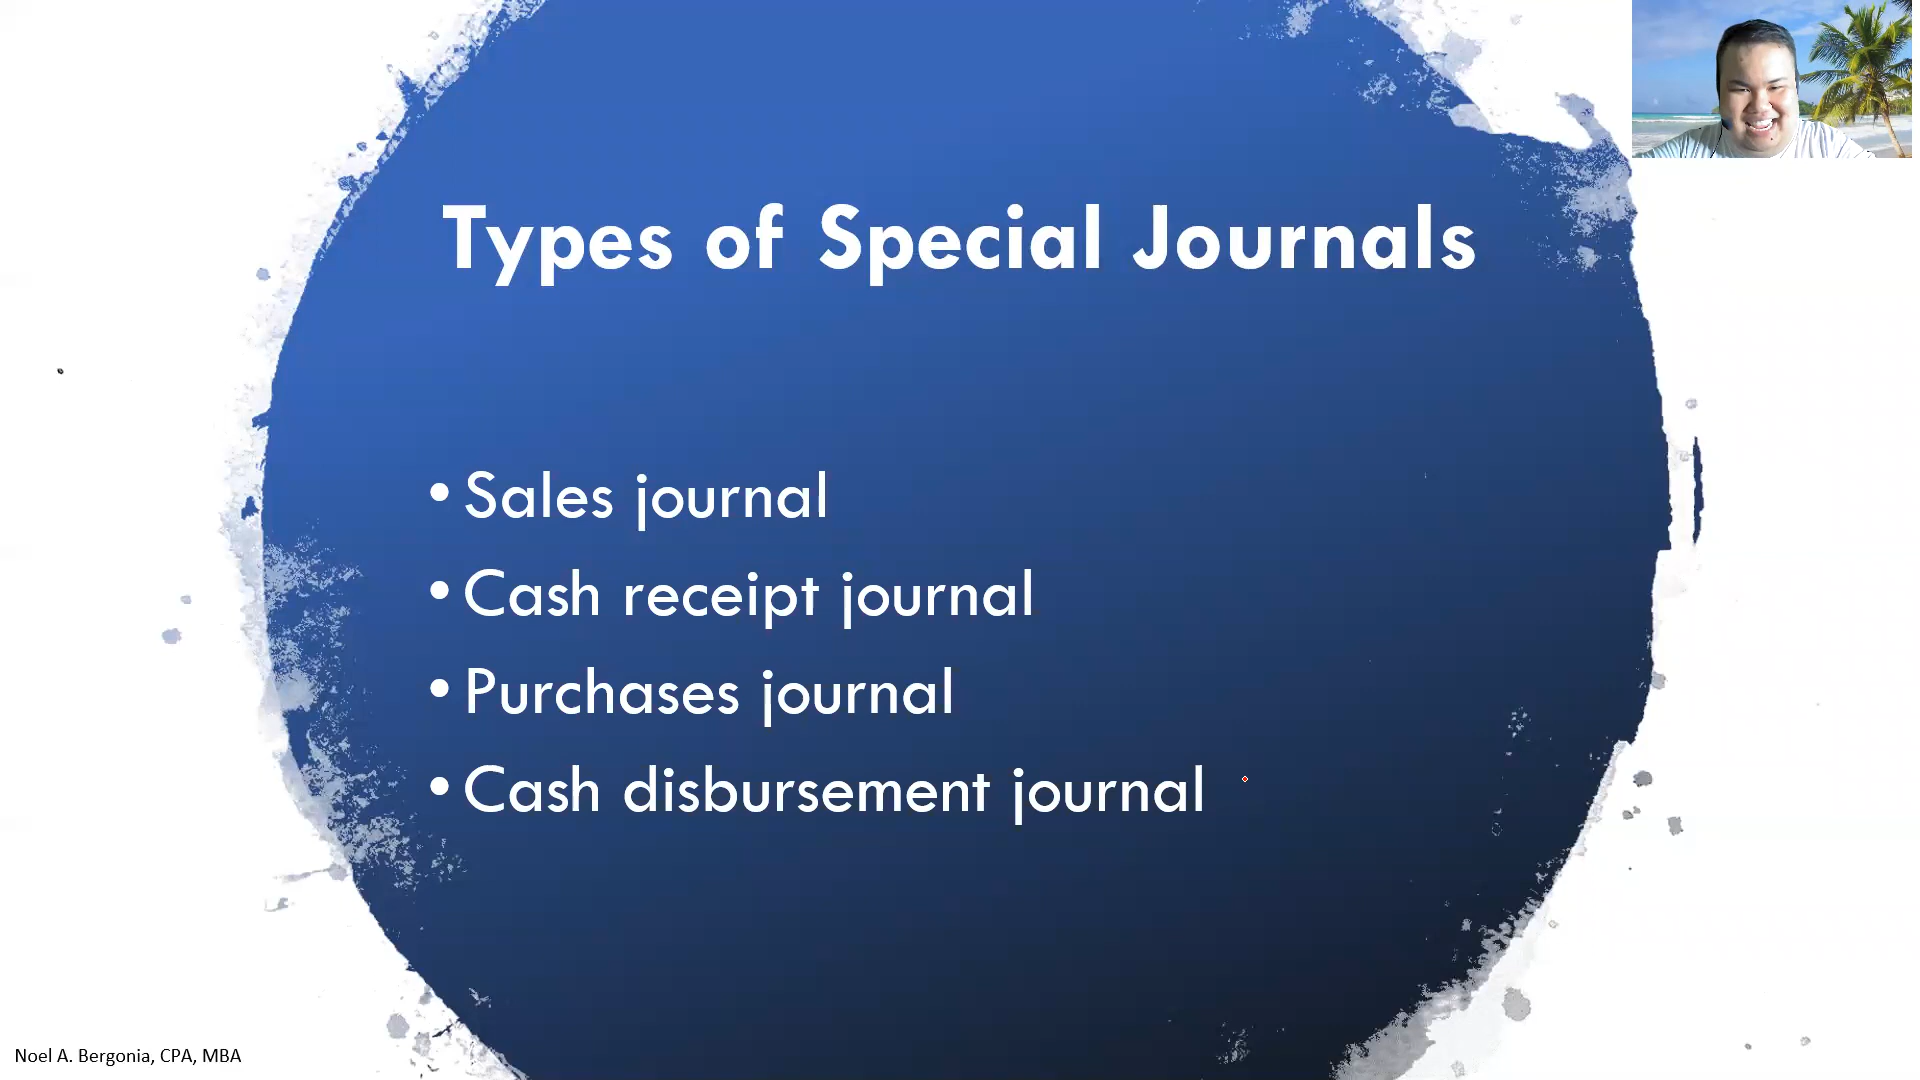 Types of Special Journals
• Sales journal
• Cash receipt journal
• Purchases journal
• Cash disbursement journal
Noel A. Bergonia, CPA, MBA